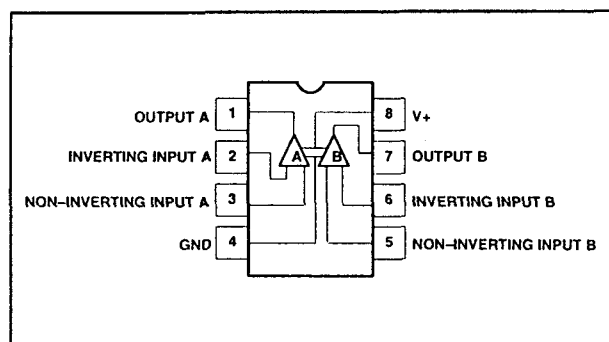 OUTPUT A 1 8 V+
INVERTING INPUT A 2 A B 7 OUTPUT B
NON–INVERTING INPUT A 3 6 INVERTING INPUT B
GND 4 5 NON–INVERTING INPUT B